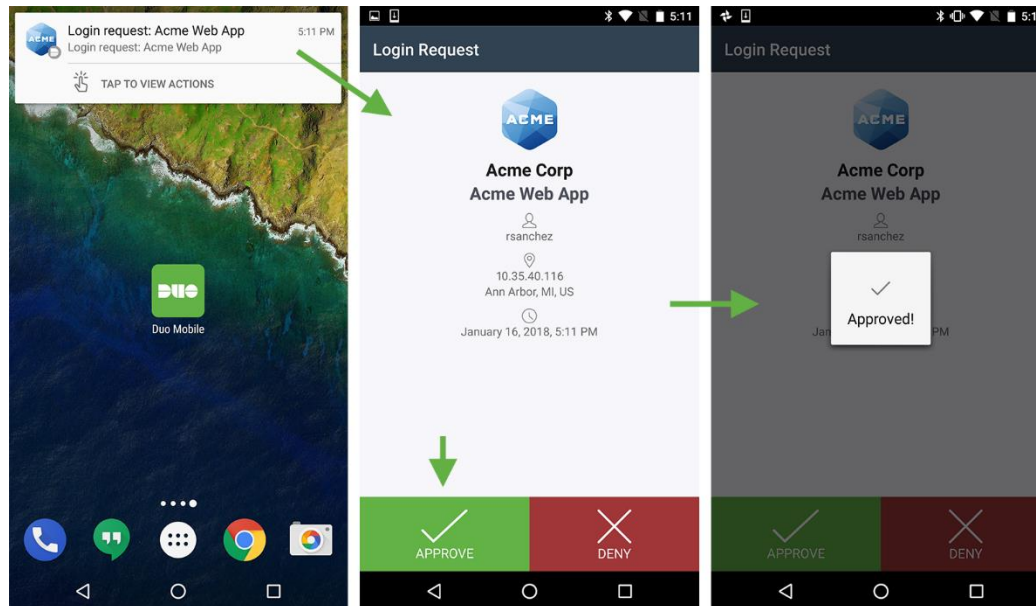 Login request: Acme Web App
5:11 PM
Login request: Acme Web App
TAP TO VIEW ACTIONS
ACME
DUO
Duo Mobile
5:11
Login Request
ACME
Acme Corp
Acme Web App
rsanchez
10.35.40.116
Ann Arbor, MI, US
January 16, 2018, 5:11 PM
APPROVE
DENY
Login Request
ACME
Acme Corp
Acme Web App
rsanchez
Approved!
PM
APPROVE
DENY